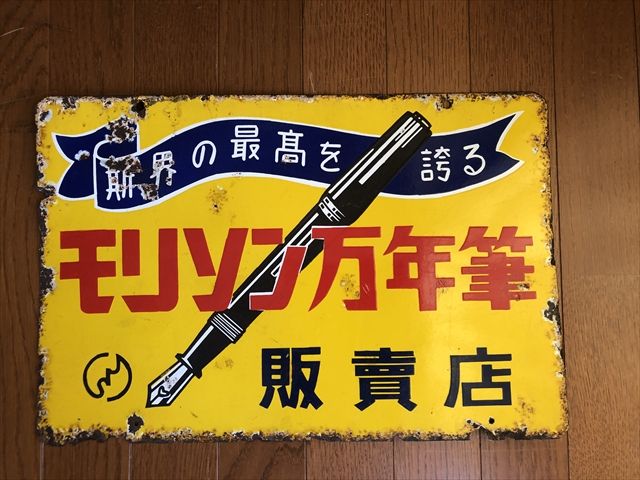 斯界の最高を誇る
モリソン万年筆
販賣店